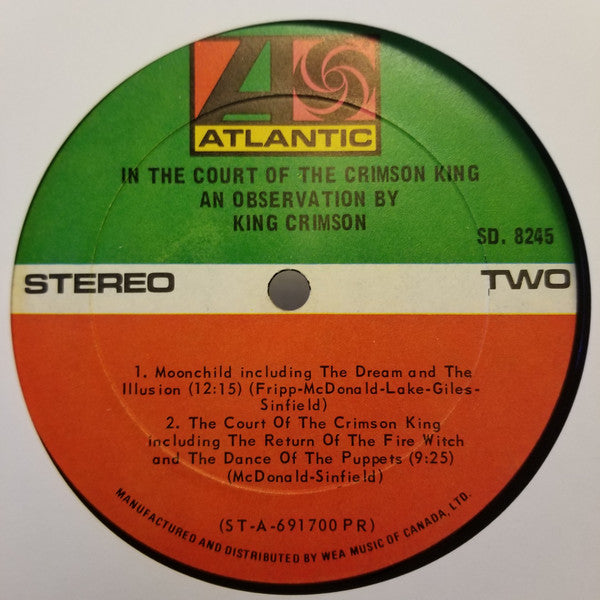 ATLANTIC
IN THE COURT OF THE CRIMSON KING
AN OBSERVATION BY
KING CRIMSON
SD. 8245
STEREO
TWO
1. Moonchild including The Dream and The
Illusion (12:15) (Fripp-McDonald-Lake-Giles-
Sinfield)
2. The Court Of The Crimson King
including The Return Of The Fire Witch
and The Dance Of The Puppets (9:25)
(McDonald-Sinfield)
(ST-A-691700 PR)
MANUFACTURED AND DISTRIBUTED BY WEA MUSIC OF CANADA, LTD.